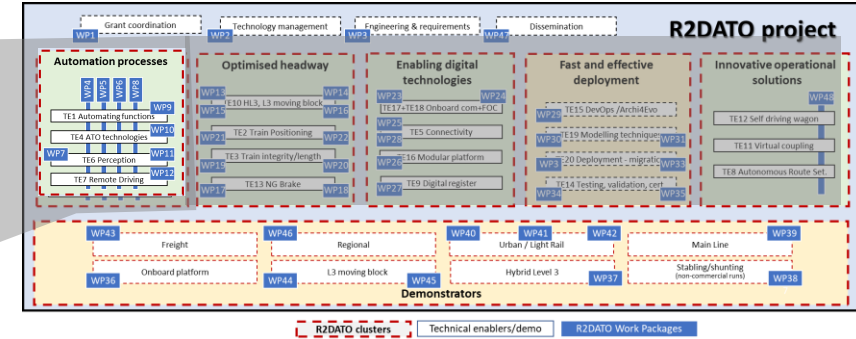 Grant coordination
WP1
Technology management
WP2
Engineering & requirements
WP3
Dissemination
WP47
R2DATO project
Automation processes
WP4
WP5
WP6
WP8
WP9
TE1 Automating functions
WP10
TE4 ATO technologies
WP7
WP11
TE6 Perception
WP12
TE7 Remote Driving
Optimised headway
WP13
WP14
TE10 HL3, L3 moving block
WP15
WP16
TE2 Train Positioning
WP22
TE3 Train integrity/length
WP19
WP20
TE13 NG Brake
WP17
WP18
Enabling digital
technologies
WP23
WP24
TE17+TE18 Onboard com+FOC
WP25
TE5 Connectivity
WP28
TE16 Modular platform
WP26
TE9 Digital register
WP27
Fast and effective
deployment
TE15 DevOps /Archi4Evo
WP29
TE19 Modelling techniques
WP30
WP31
TE20 Deployment - migration
WP3
WP33
TE14 Testing, validation, cert.
WP34
WP35
Innovative operational
solutions
WP48
TE12 Self driving wagon
TE11 Virtual coupling
TE8 Autonomous Route Set.
WP43
Freight
WP46
Regional
WP40
WP41
WP42
Urban / Light Rail
WP39
Main Line
Onboard platform
WP36
L3 moving block
WP44
WP45
Hybrid Level 3
WP37
Stabling/shunting
(non-commercial runs)
WP38
Demonstrators
R2DATO clusters
Technical enablers/demo
R2DATO Work Packages